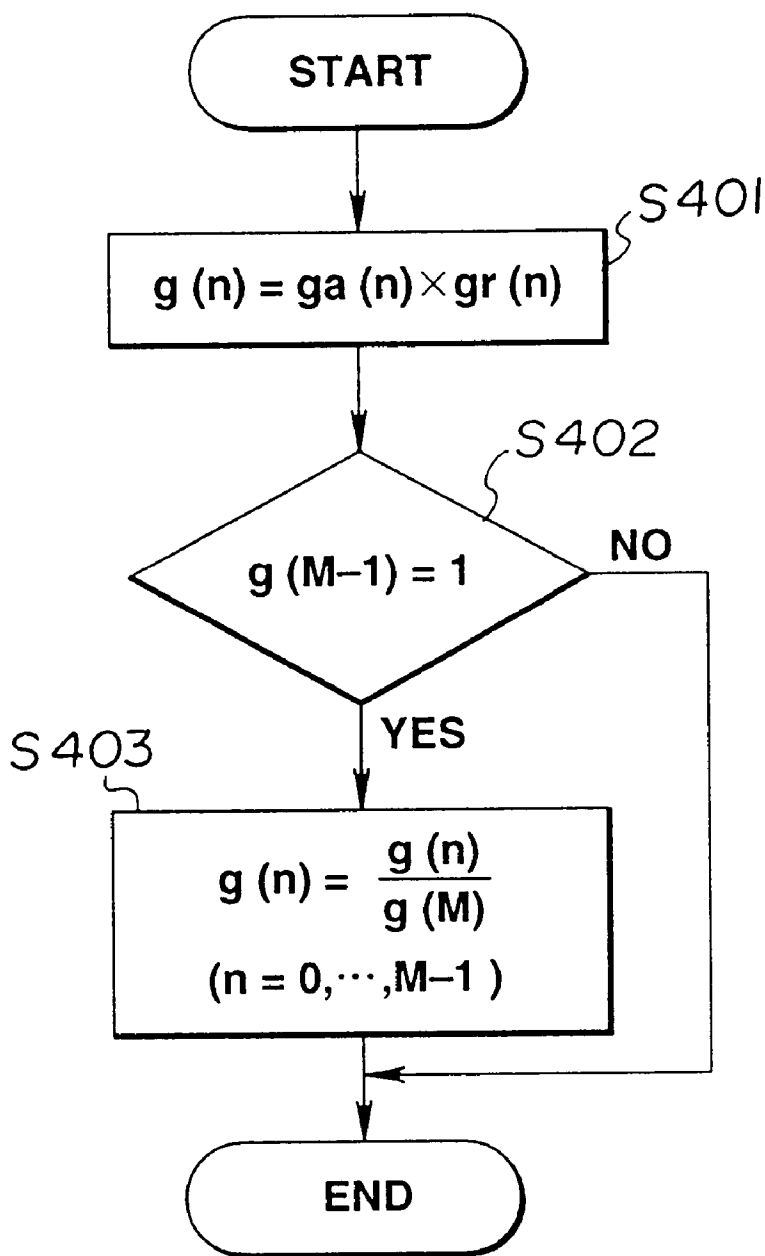 START
S401
g (n) = ga (n) × gr (n)
S402
g (M–1) = 1
NO
YES
S403
g (n) = g (n) / g (M)
(n = 0,···,M–1 )
END